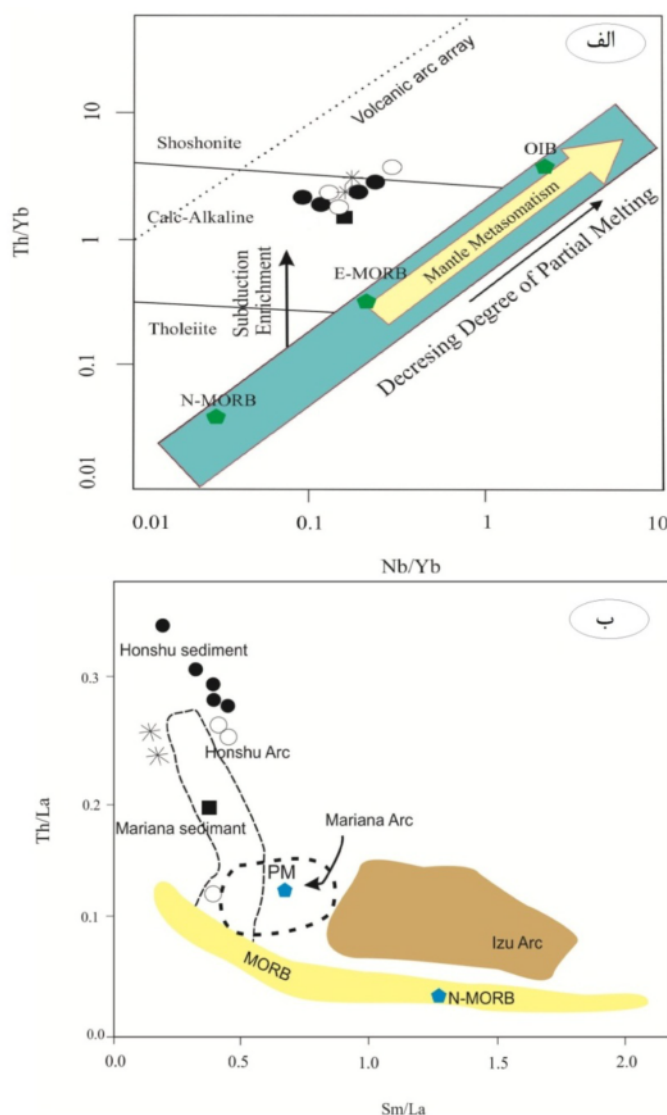 الف
Volcanic arc array
10
Shoshonite
OIB
Th/Yb
Calc-Alkaline
1
Mantle Metasomatism
E-MORB
Subduction
Enrichment
Decresing Degree of Partial Melting
Tholeiite
0.1
N-MORB
0.01
0.01 0.1 1 10
Nb/Yb
ب
Honshu sediment
0.3
Honshu Arc
Th/La
0.2
Mariana sedimant
Mariana Arc
PM
0.1
Izu Arc
MORB
N-MORB
0.0
0.0 0.5 1.0 1.5 2.0
Sm/La